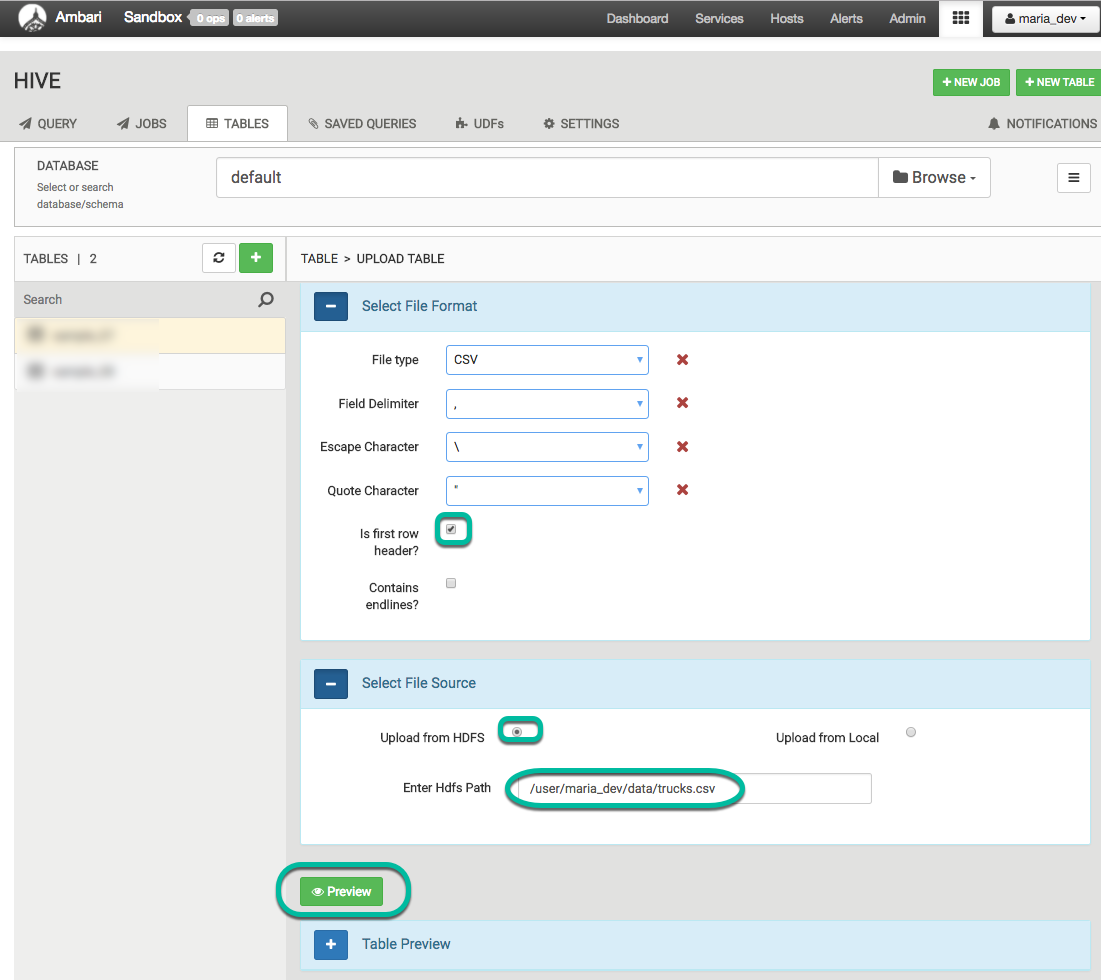 Ambari Sandbox 0 ops 0 alerts Dashboard Services Hosts Alerts Admin maria_dev
HIVE
NEW JOB NEW TABLE
QUERY JOBS TABLES SAVED QUERIES UDFs SETTINGS NOTIFICATIONS
DATABASE
Select or search
database/schema
default
Browse
TABLES | 2
TABLE > UPLOAD TABLE
Search
Select File Format
File type CSV
Field Delimiter ,
Escape Character \
Quote Character "
Is first row
header?
Contains
endlines?
Select File Source
Upload from HDFS Upload from Local
Enter Hdfs Path /user/maria_dev/data/trucks.csv
Preview
Table Preview